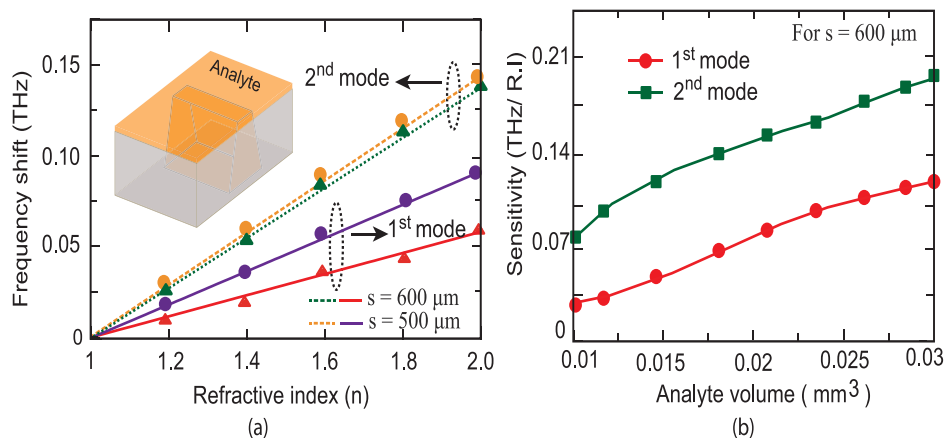 Frequency shift (THz)
0.15
0.10
0.05
0
1
1.2
1.4
1.6
1.8
2.0
Refractive index (n)
Analyte
2nd mode
1st mode
s = 600 μm
s = 500 μm
(a)
Sensitivity (THz/ R.I)
0.21
0.14
0.07
0
0.01
0.015
0.02
0.025
0.03
Analyte volume ( mm3 )
For s = 600 μm
1st mode
2nd mode
(b)